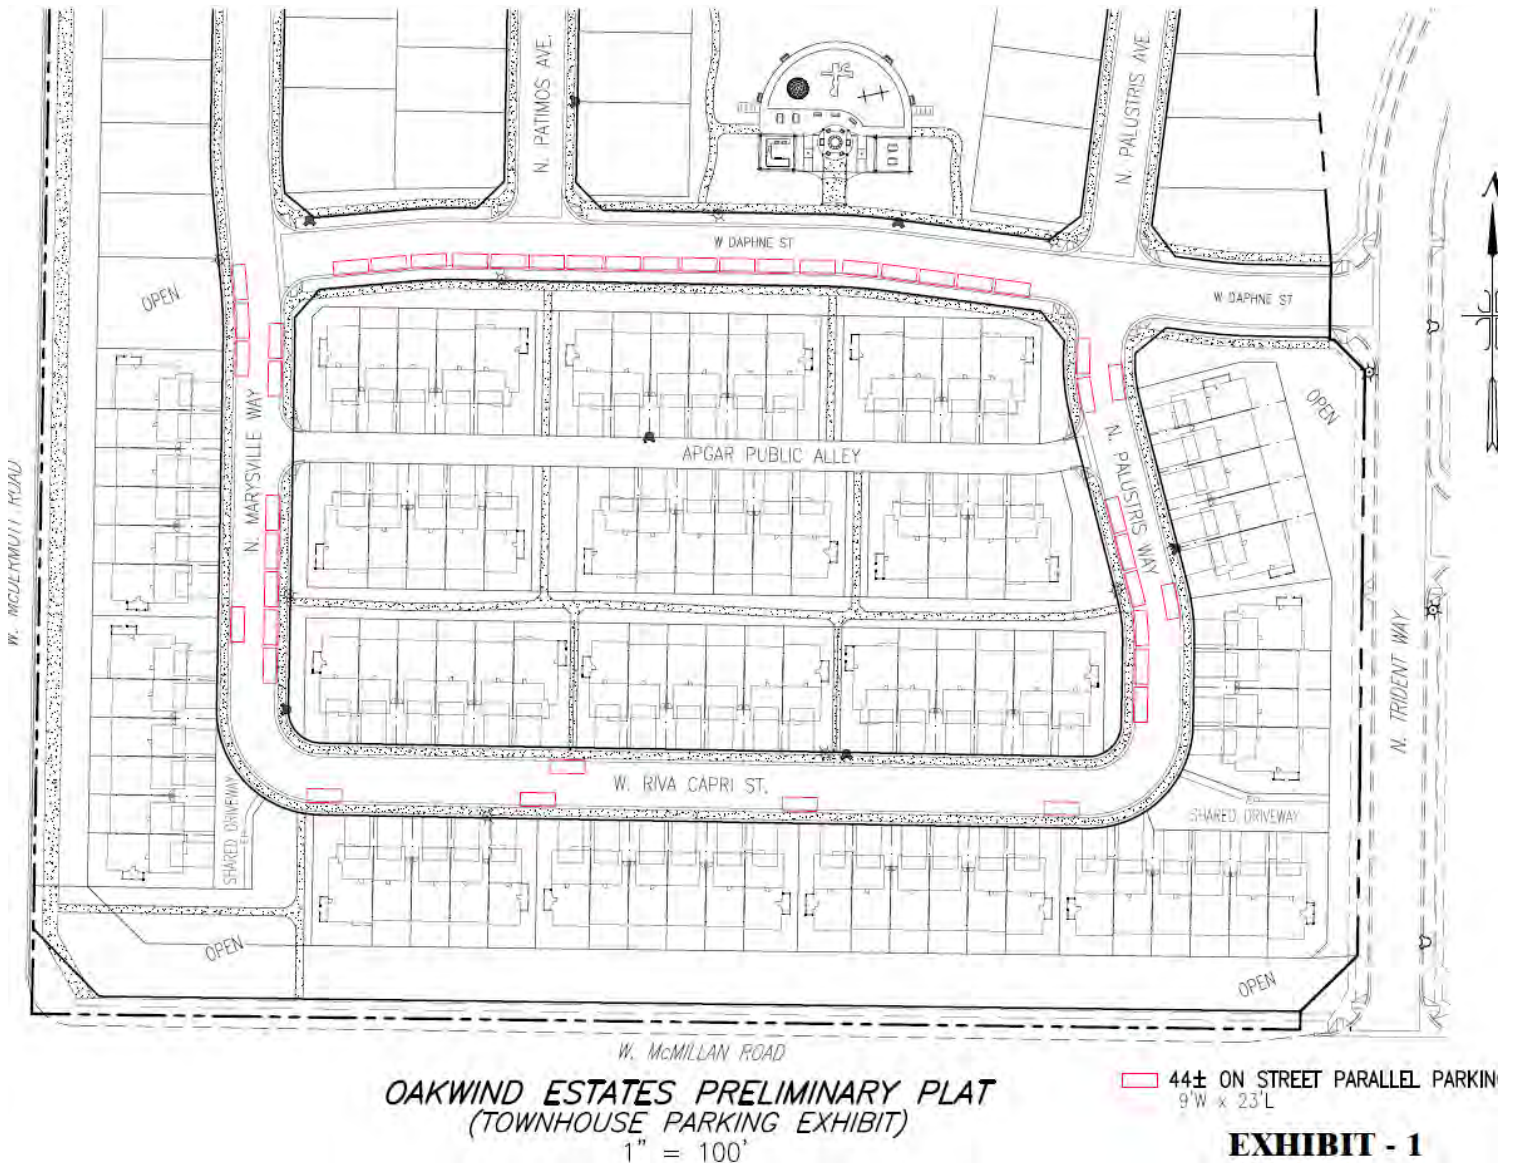 N. PATIMOS AVE.
N. PALUSTRIS AVE.
W DAPHNE ST
W DAPHNE ST
OPEN
OPEN
N. MARYSVILLE WAY
APGAR PUBLIC ALLEY
N. PALUSTRIS WAY
W. MCDERMOTT ROAD
N. TRIDENT WAY
W. RIVA CAPRI ST.
SHARED DRIVEWAY
SHARED DRIVEWAY
OPEN
OPEN
W. McMILLAN ROAD
OAKWIND ESTATES PRELIMINARY PLAT
(TOWNHOUSE PARKING EXHIBIT)
1" = 100'
44± ON STREET PARALLEL PARKIN
9'W x 23'L
EXHIBIT - 1